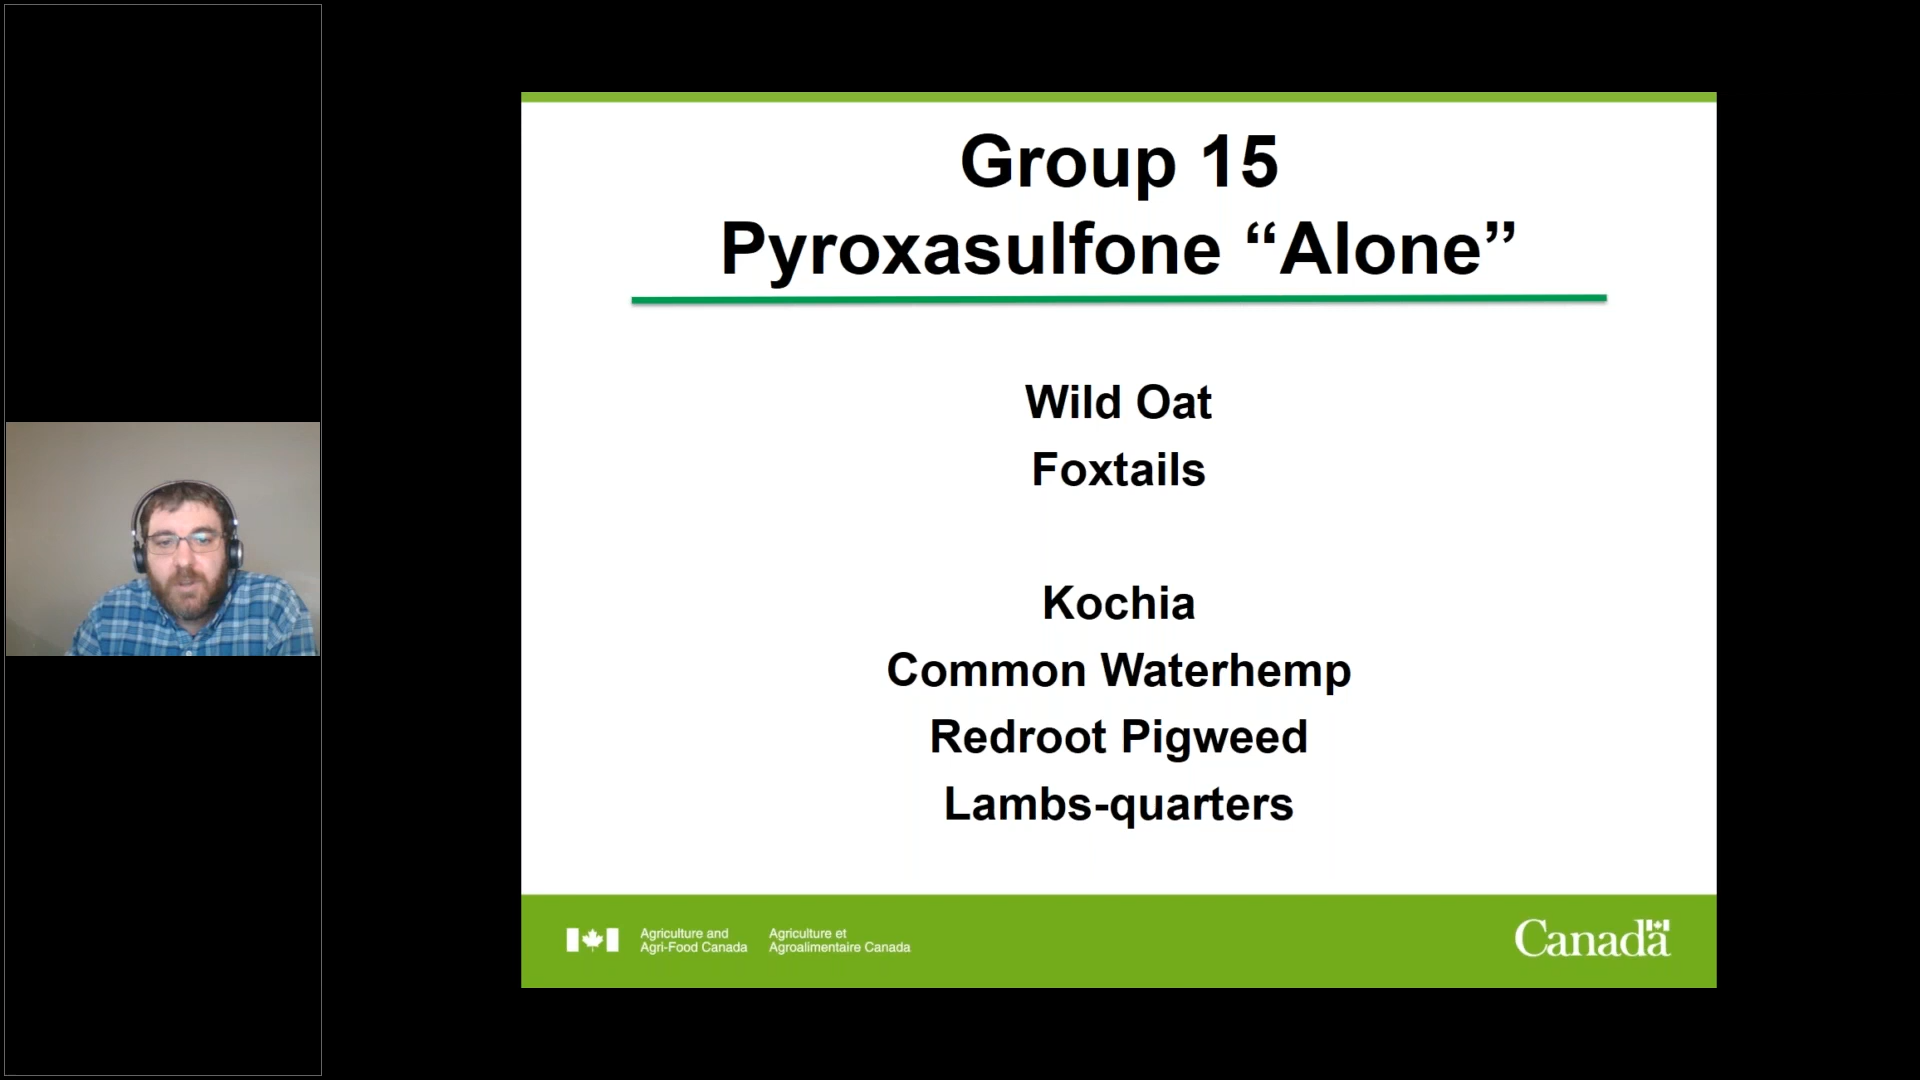 Group 15
Pyroxasulfone “Alone”
Wild Oat
Foxtails
Kochia
Common Waterhemp
Redroot Pigweed
Lambs-quarters
Agriculture and
Agri-Food Canada
Agriculture et
Agroalimentaire Canada
Canada